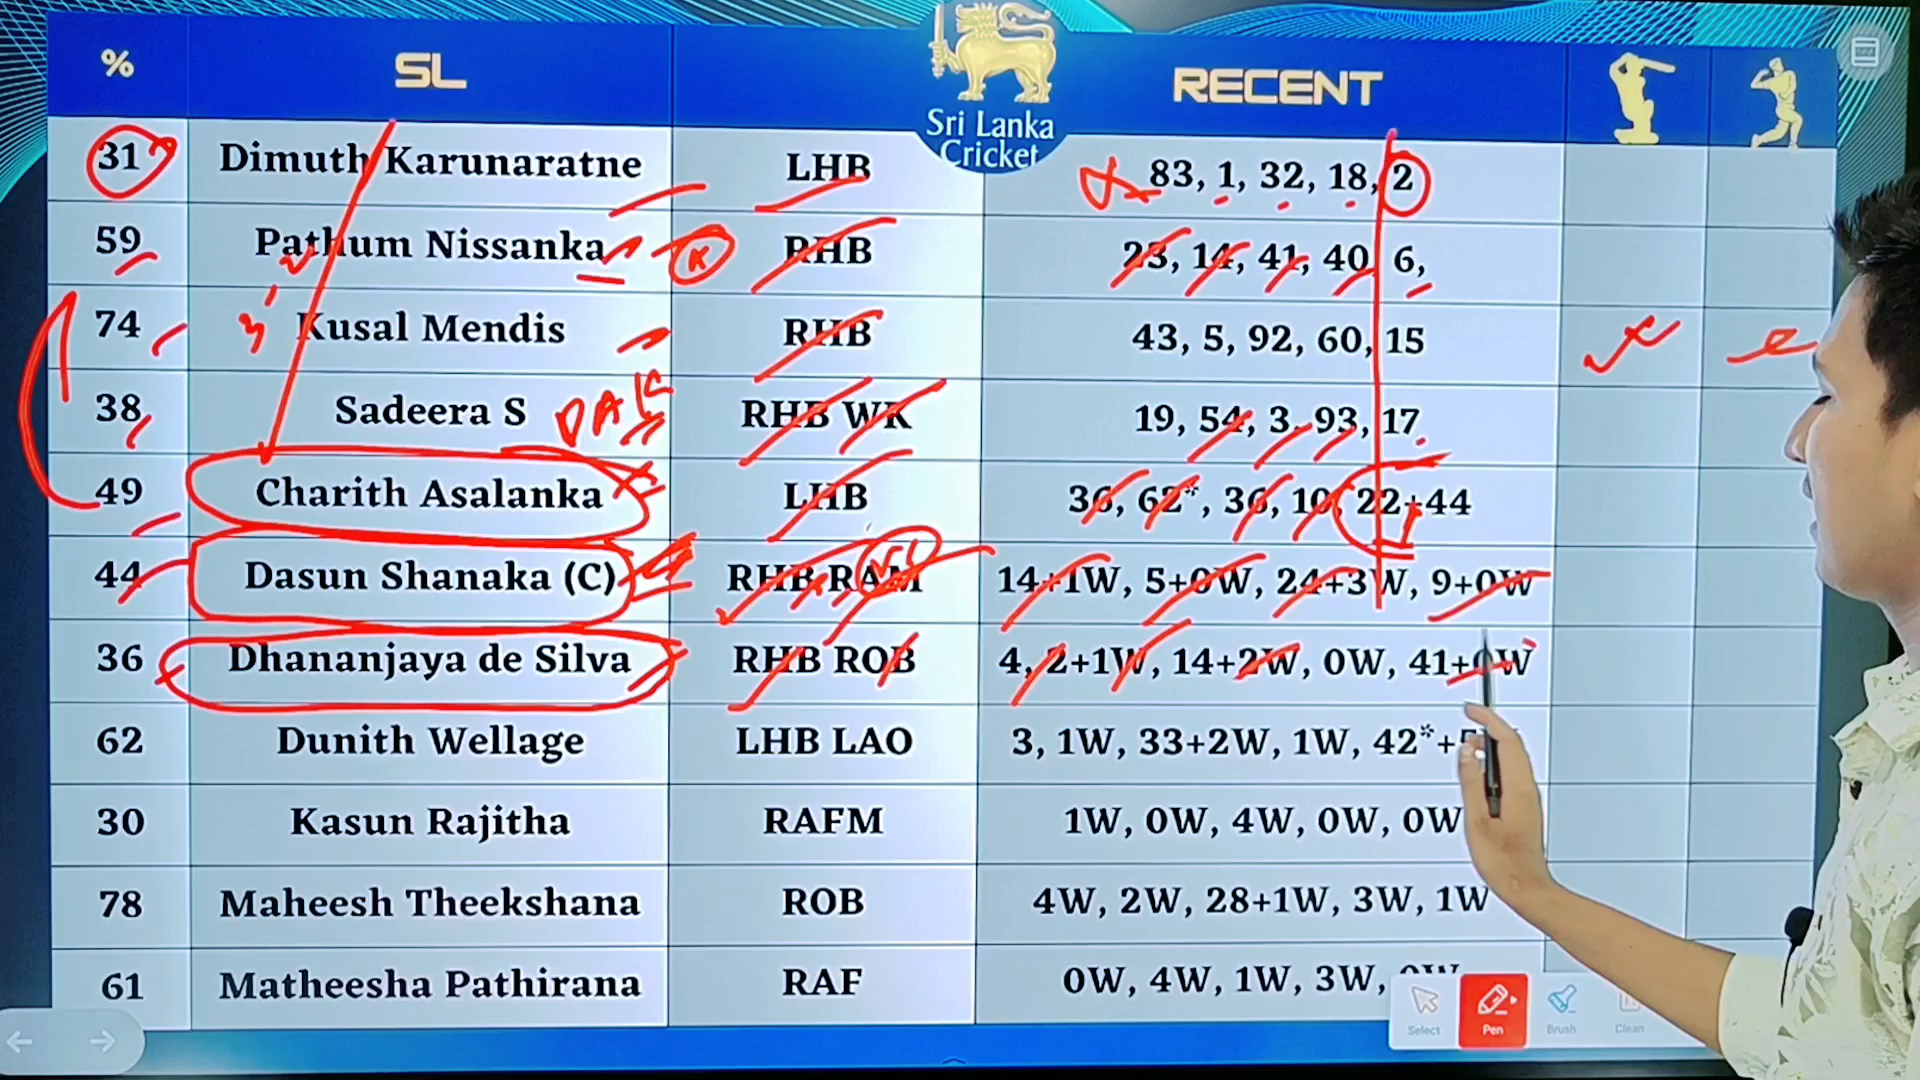 % SL RECENT
Sri Lanka
Cricket
31 Dimuth Karunaratne LHB 83, 1, 32, 18, 2
59 Pathum Nissanka RHB 23, 14, 41, 40, 6,
74 Kusal Mendis RHB 43, 5, 92, 60, 15
38 Sadeera S RHB WK 19, 54, 3, 93, 17
49 Charith Asalanka LHB 36, 62*, 36, 10, 22+44
44 Dasun Shanaka (C) RHB RAM 14+1W, 5+0W, 24+3W, 9+0W
36 Dhananjaya de Silva RHB ROB 4, 2+1W, 14+2W, 0W, 41+0W
62 Dunith Wellage LHB LAO 3, 1W, 33+2W, 1W, 42*+
30 Kasun Rajitha RAFM 1W, 0W, 4W, 0W, 0W
78 Maheesh Theekshana ROB 4W, 2W, 28+1W, 3W, 1W
61 Matheesha Pathirana RAF 0W, 4W, 1W, 3W,
Select Pen Brush Clean